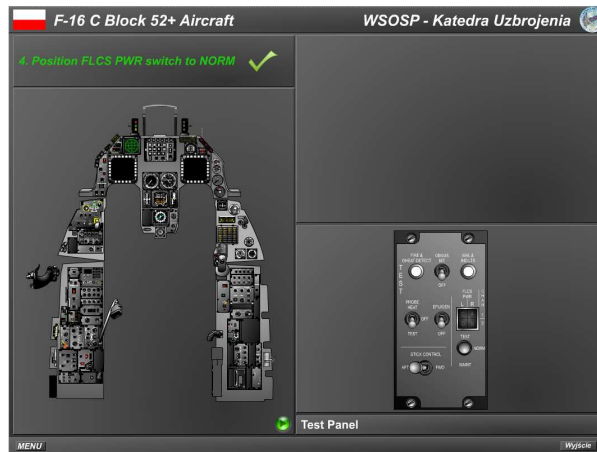 F-16 C Block 52+ Aircraft
WSOSP - Katedra Uzbrojenia
4. Position FLCS PWR switch to NORM
FIRE &
OHEAT DETECT
OBOGS
BIT
MAL &
IND LTS
OFF
TEST
PROBE
HEAT
OFF
TEST
EPU/GEN
OFF
FLCS
PWR
L R
TEST
NORM
MAINT
STICK CONTROL
AFT
FWD
Test Panel
MENU
Wyjście